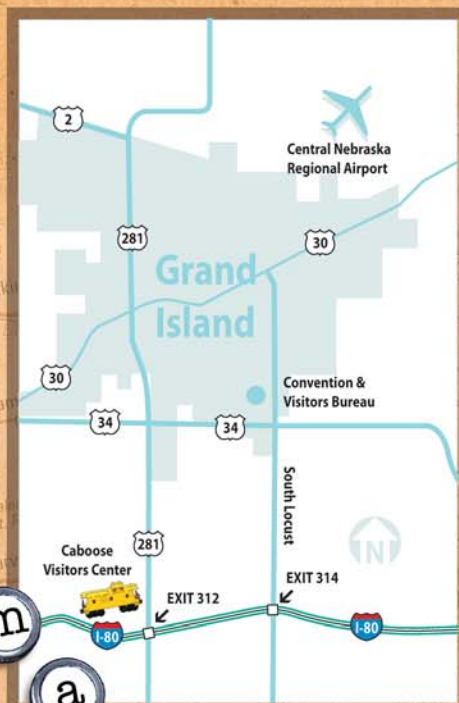 2
Central Nebraska
Regional Airport
281
30
Grand
Island
30
Convention &
Visitors Bureau
34
34
South Locust
N
Caboose
Visitors Center
281
EXIT 314
EXIT 312
I-80
I-80
m
a